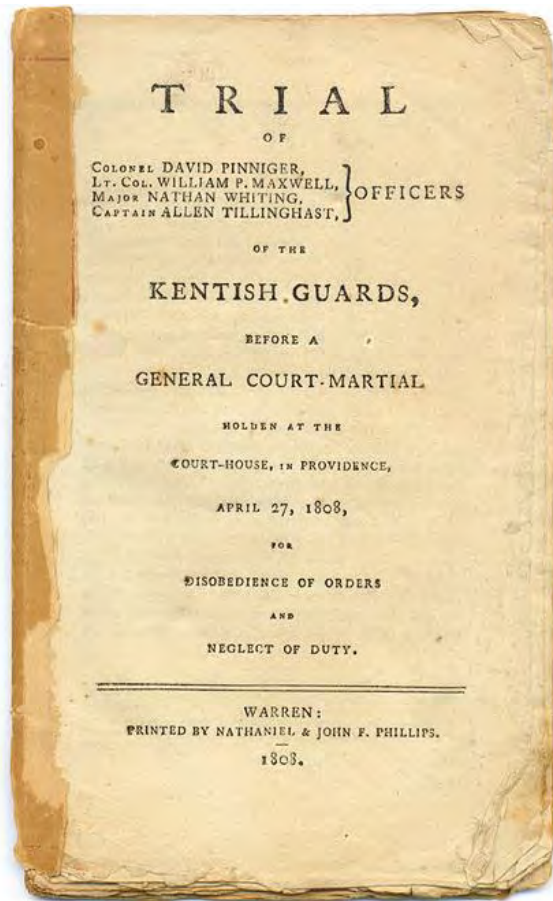 TRIAL
OF
COLONEL DAVID PINNIGER,
LT. COL. WILLIAM P. MAXWELL,
MAJOR NATHAN WHITING,
CAPTAIN ALLEN TILLINGHAST,
} OFFICERS
OF THE
KENTISH GUARDS,
BEFORE A
GENERAL COURT-MARTIAL
HOLDEN AT THE
COURT-HOUSE, IN PROVIDENCE,
APRIL 27, 1808,
FOR
DISOBEDIENCE OF ORDERS
AND
NEGLECT OF DUTY.
WARREN:
PRINTED BY NATHANIEL & JOHN F. PHILLIPS.
1808.